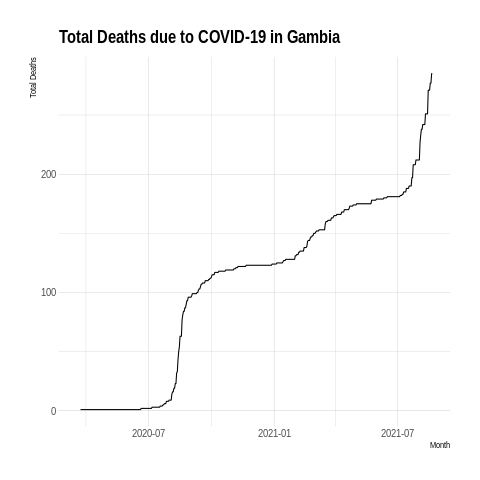 Total Deaths due to COVID-19 in Gambia
Total Deaths
200
100
0
2020-07
2021-01
2021-07
Month